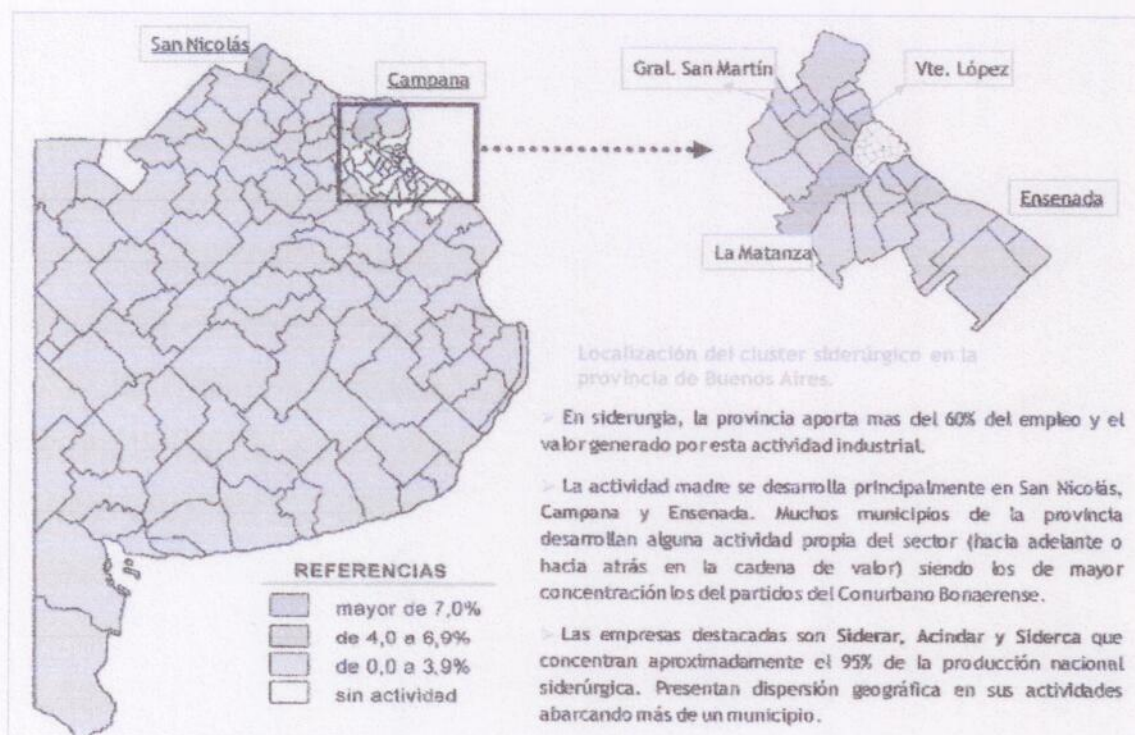 San Nicolás
Campana
Gral. San Martín
Vte. López
Ensenada
La Matanza
Localización del cluster siderúrgico en la
provincia de Buenos Aires.
➢ En siderurgia, la provincia aporta mas del 60% del empleo y el
valor generado por esta actividad industrial.
➢ La actividad madre se desarrolla principalmente en San Nicolás,
Campana y Ensenada. Muchos municipios de la provincia
desarrollan alguna actividad propia del sector (hacia adelante o
hacia atrás en la cadena de valor) siendo los de mayor
concentración los del partidos del Conurbano Bonaerense.
➢ Las empresas destacadas son Siderar, Acindar y Siderca que
concentran aproximadamente el 95% de la producción nacional
siderúrgica. Presentan dispersión geográfica en sus actividades
abarcando más de un municipio.
REFERENCIAS
mayor de 7,0%
de 4,0 a 6,9%
de 0,0 a 3,9%
sin actividad